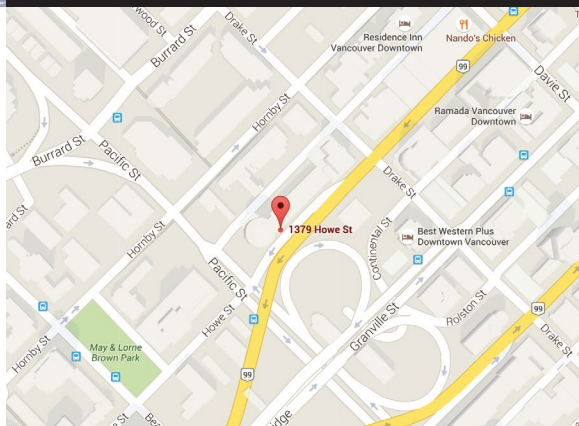 wood St
Drake St
Residence Inn
Vancouver Downtown
Nando's Chicken
Burrard St
99
Davie St
Hornby St
Ramada Vancouver
Downtown
Burrard St
Pacific St
Drake St
1379 Howe St
Continental St
Best Western Plus
Downtown Vancouver
Hornby St
Pacific St
Howe St
Granville St
Rolston St
99
Drake St
May & Lorne
Brown Park
Hornby St
99